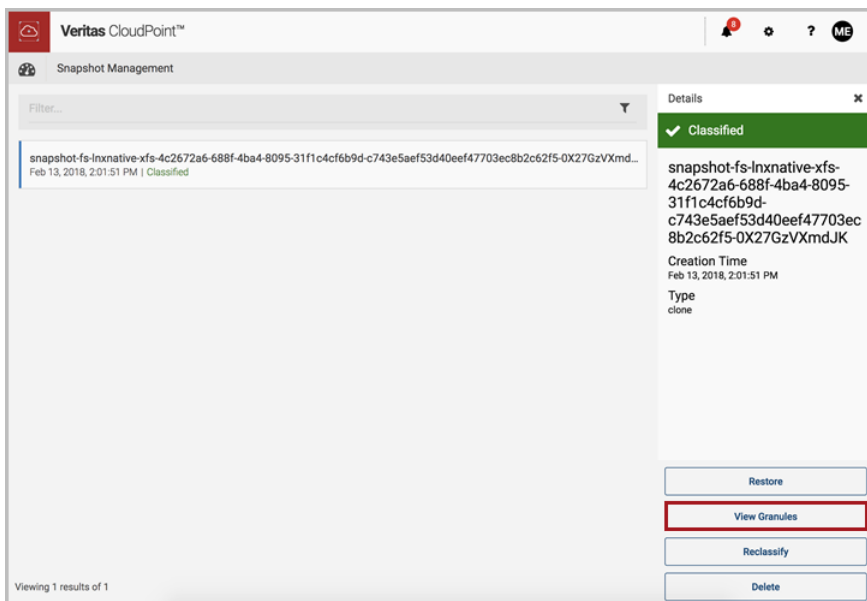 Veritas CloudPoint™
8
?
ME
Snapshot Management
Filter...
snapshot-fs-lnxnative-xfs-4c2672a6-688f-4ba4-8095-31f1c4cf6b9d-c743e5aef53d40eef47703ec8b2c62f5-0X27GzVXmd...
Feb 13, 2018, 2:01:51 PM | Classified
Viewing 1 results of 1
Details
Classified
snapshot-fs-lnxnative-xfs-
4c2672a6-688f-4ba4-8095-
31f1c4cf6b9d-
c743e5aef53d40eef47703ec
8b2c62f5-0X27GzVXmdJK
Creation Time
Feb 13, 2018, 2:01:51 PM
Type
clone
Restore
View Granules
Reclassify
Delete